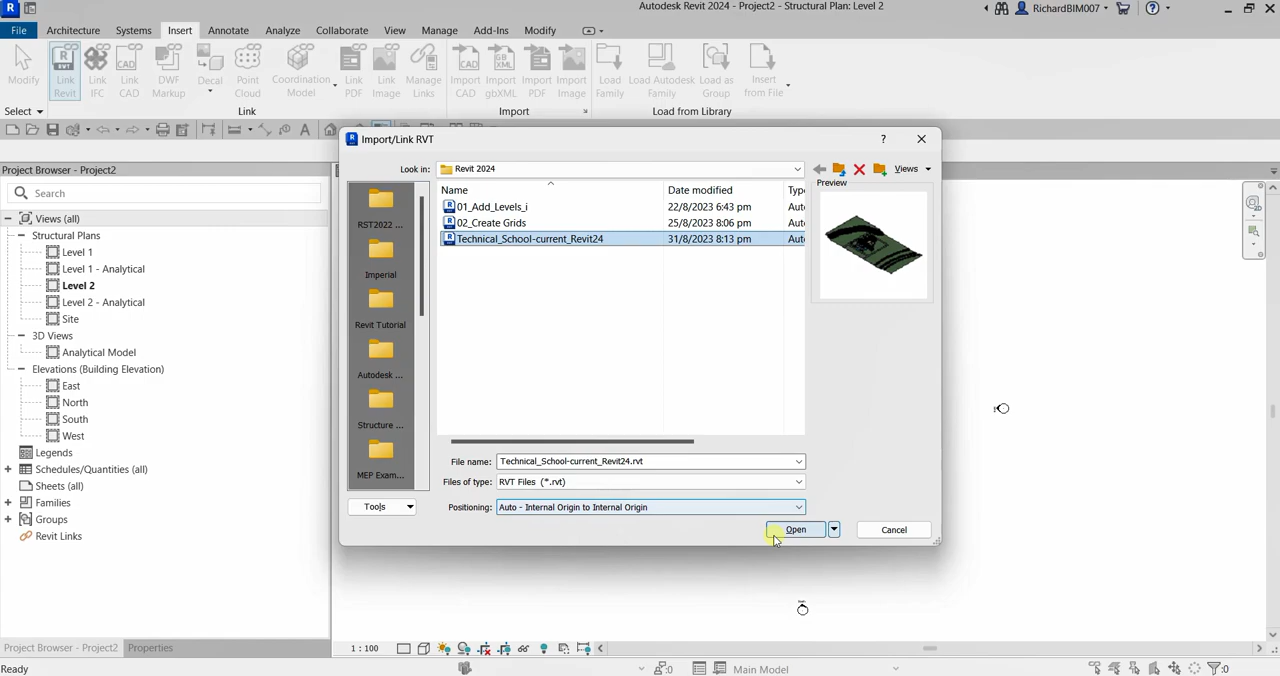 Autodesk Revit 2024 - Project2 - Structural Plan: Level 2
RichardBIM007
File Architecture Systems Insert Annotate Analyze Collaborate View Manage Add-Ins Modify
Modify
Link Revit
Link IFC
Link CAD
DWF Markup
Decal
Point Cloud
Coordination Model
Link PDF
Link Image
Manage Links
Import CAD
Import gbXML
Import PDF
Import Image
Load Family
Load Autodesk Family
Load as Group
Insert from File
Select Link Import Load from Library
Project Browser - Project2
Search
Views (all)
Structural Plans
Level 1
Level 1 - Analytical
Level 2
Level 2 - Analytical
Site
3D Views
Analytical Model
Elevations (Building Elevation)
East
North
South
West
Legends
Schedules/Quantities (all)
Sheets (all)
Families
Groups
Revit Links
Project Browser - Project2 Properties
Import/Link RVT
Look in: Revit 2024 Views
RST2022 ...
Imperial
Revit Tutorial
Autodesk ...
Structure ...
MEP Exam...
Name Date modified Type
01_Add_Levels_i 22/8/2023 6:43 pm Auto
02_Create Grids 25/8/2023 8:06 pm Auto
Technical_School-current_Revit24 31/8/2023 8:13 pm Auto
Preview
File name: Technical_School-current_Revit24.rvt
Files of type: RVT Files (*.rvt)
Tools Positioning: Auto - Internal Origin to Internal Origin
Open Cancel
1 : 100
Ready :0 Main Model :0